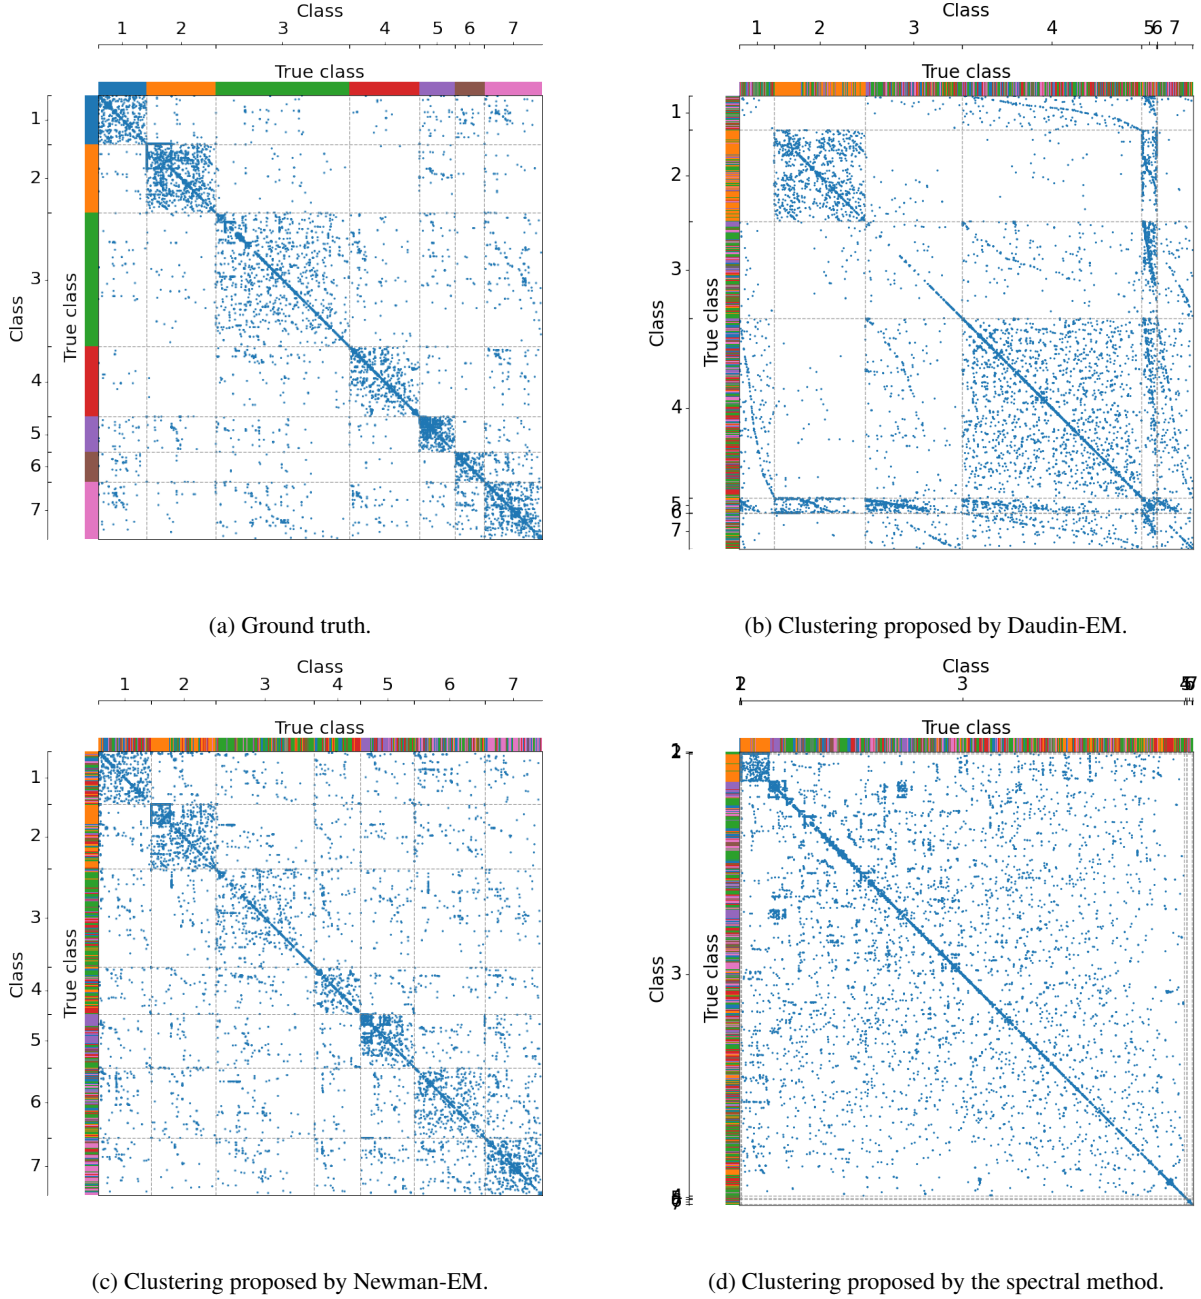 Class
1 2 3 4 5 6 7
True class
Class
True class
1
2
3
4
5
6
7
(a) Ground truth.
Class
1 2 3 4 5 6 7
True class
Class
True class
1
2
3
4
5
6
7
(b) Clustering proposed by Daudin-EM.
Class
1 2 3 4 5 6 7
True class
Class
True class
1
2
3
4
5
6
7
(c) Clustering proposed by Newman-EM.
Class
3
True class
Class
True class
3
(d) Clustering proposed by the spectral method.